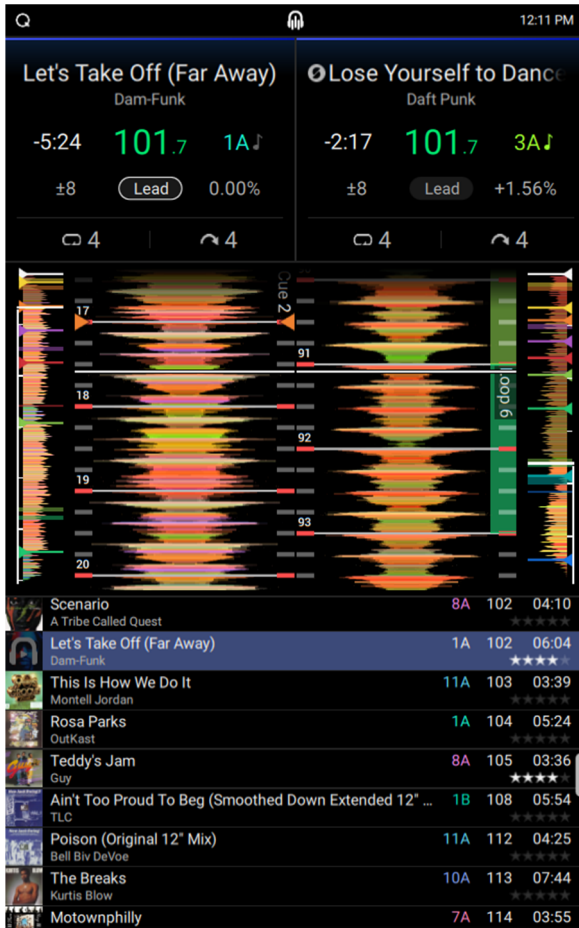 12:11 PM
Let's Take Off (Far Away)
Dam-Funk
-5:24 101.7 1A
±8 Lead 0.00%
4 4
Lose Yourself to Dance
Daft Punk
-2:17 101.7 3A
±8 Lead +1.56%
4 4
17
18
19
20
Cue 2
91
92
93
Loop 6
Scenario 8A 102 04:10
A Tribe Called Quest
Let's Take Off (Far Away) 1A 102 06:04
Dam-Funk
This Is How We Do It 11A 103 03:39
Montell Jordan
Rosa Parks 1A 104 05:24
OutKast
Teddy's Jam 8A 105 03:36
Guy
Ain't Too Proud To Beg (Smoothed Down Extended 12" ... 1B 108 05:54
TLC
Poison (Original 12" Mix) 11A 112 04:25
Bell Biv DeVoe
The Breaks 10A 113 07:44
Kurtis Blow
Motownphilly 7A 114 03:55